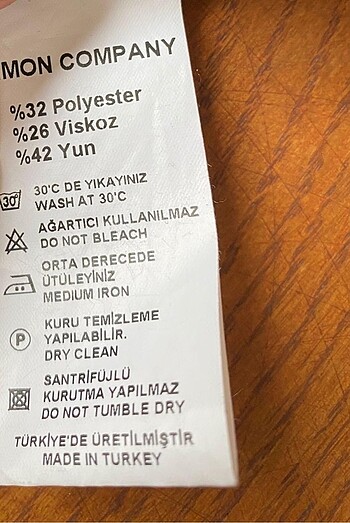 MON COMPANY
%32 Polyester
%26 Viskoz
%42 Yun
30°
30°C DE YIKAYINIZ
WASH AT 30°C
AĞARTICI KULLANILMAZ
DO NOT BLEACH
ORTA DERECEDE
ÜTÜLEYİNİZ
MEDIUM IRON
P
KURU TEMİZLEME
YAPILABİLİR.
DRY CLEAN
SANTRİFÜJLÜ
KURUTMA YAPILMAZ
DO NOT TUMBLE DRY
TÜRKİYE'DE ÜRETİLMİŞTİR
MADE IN TURKEY